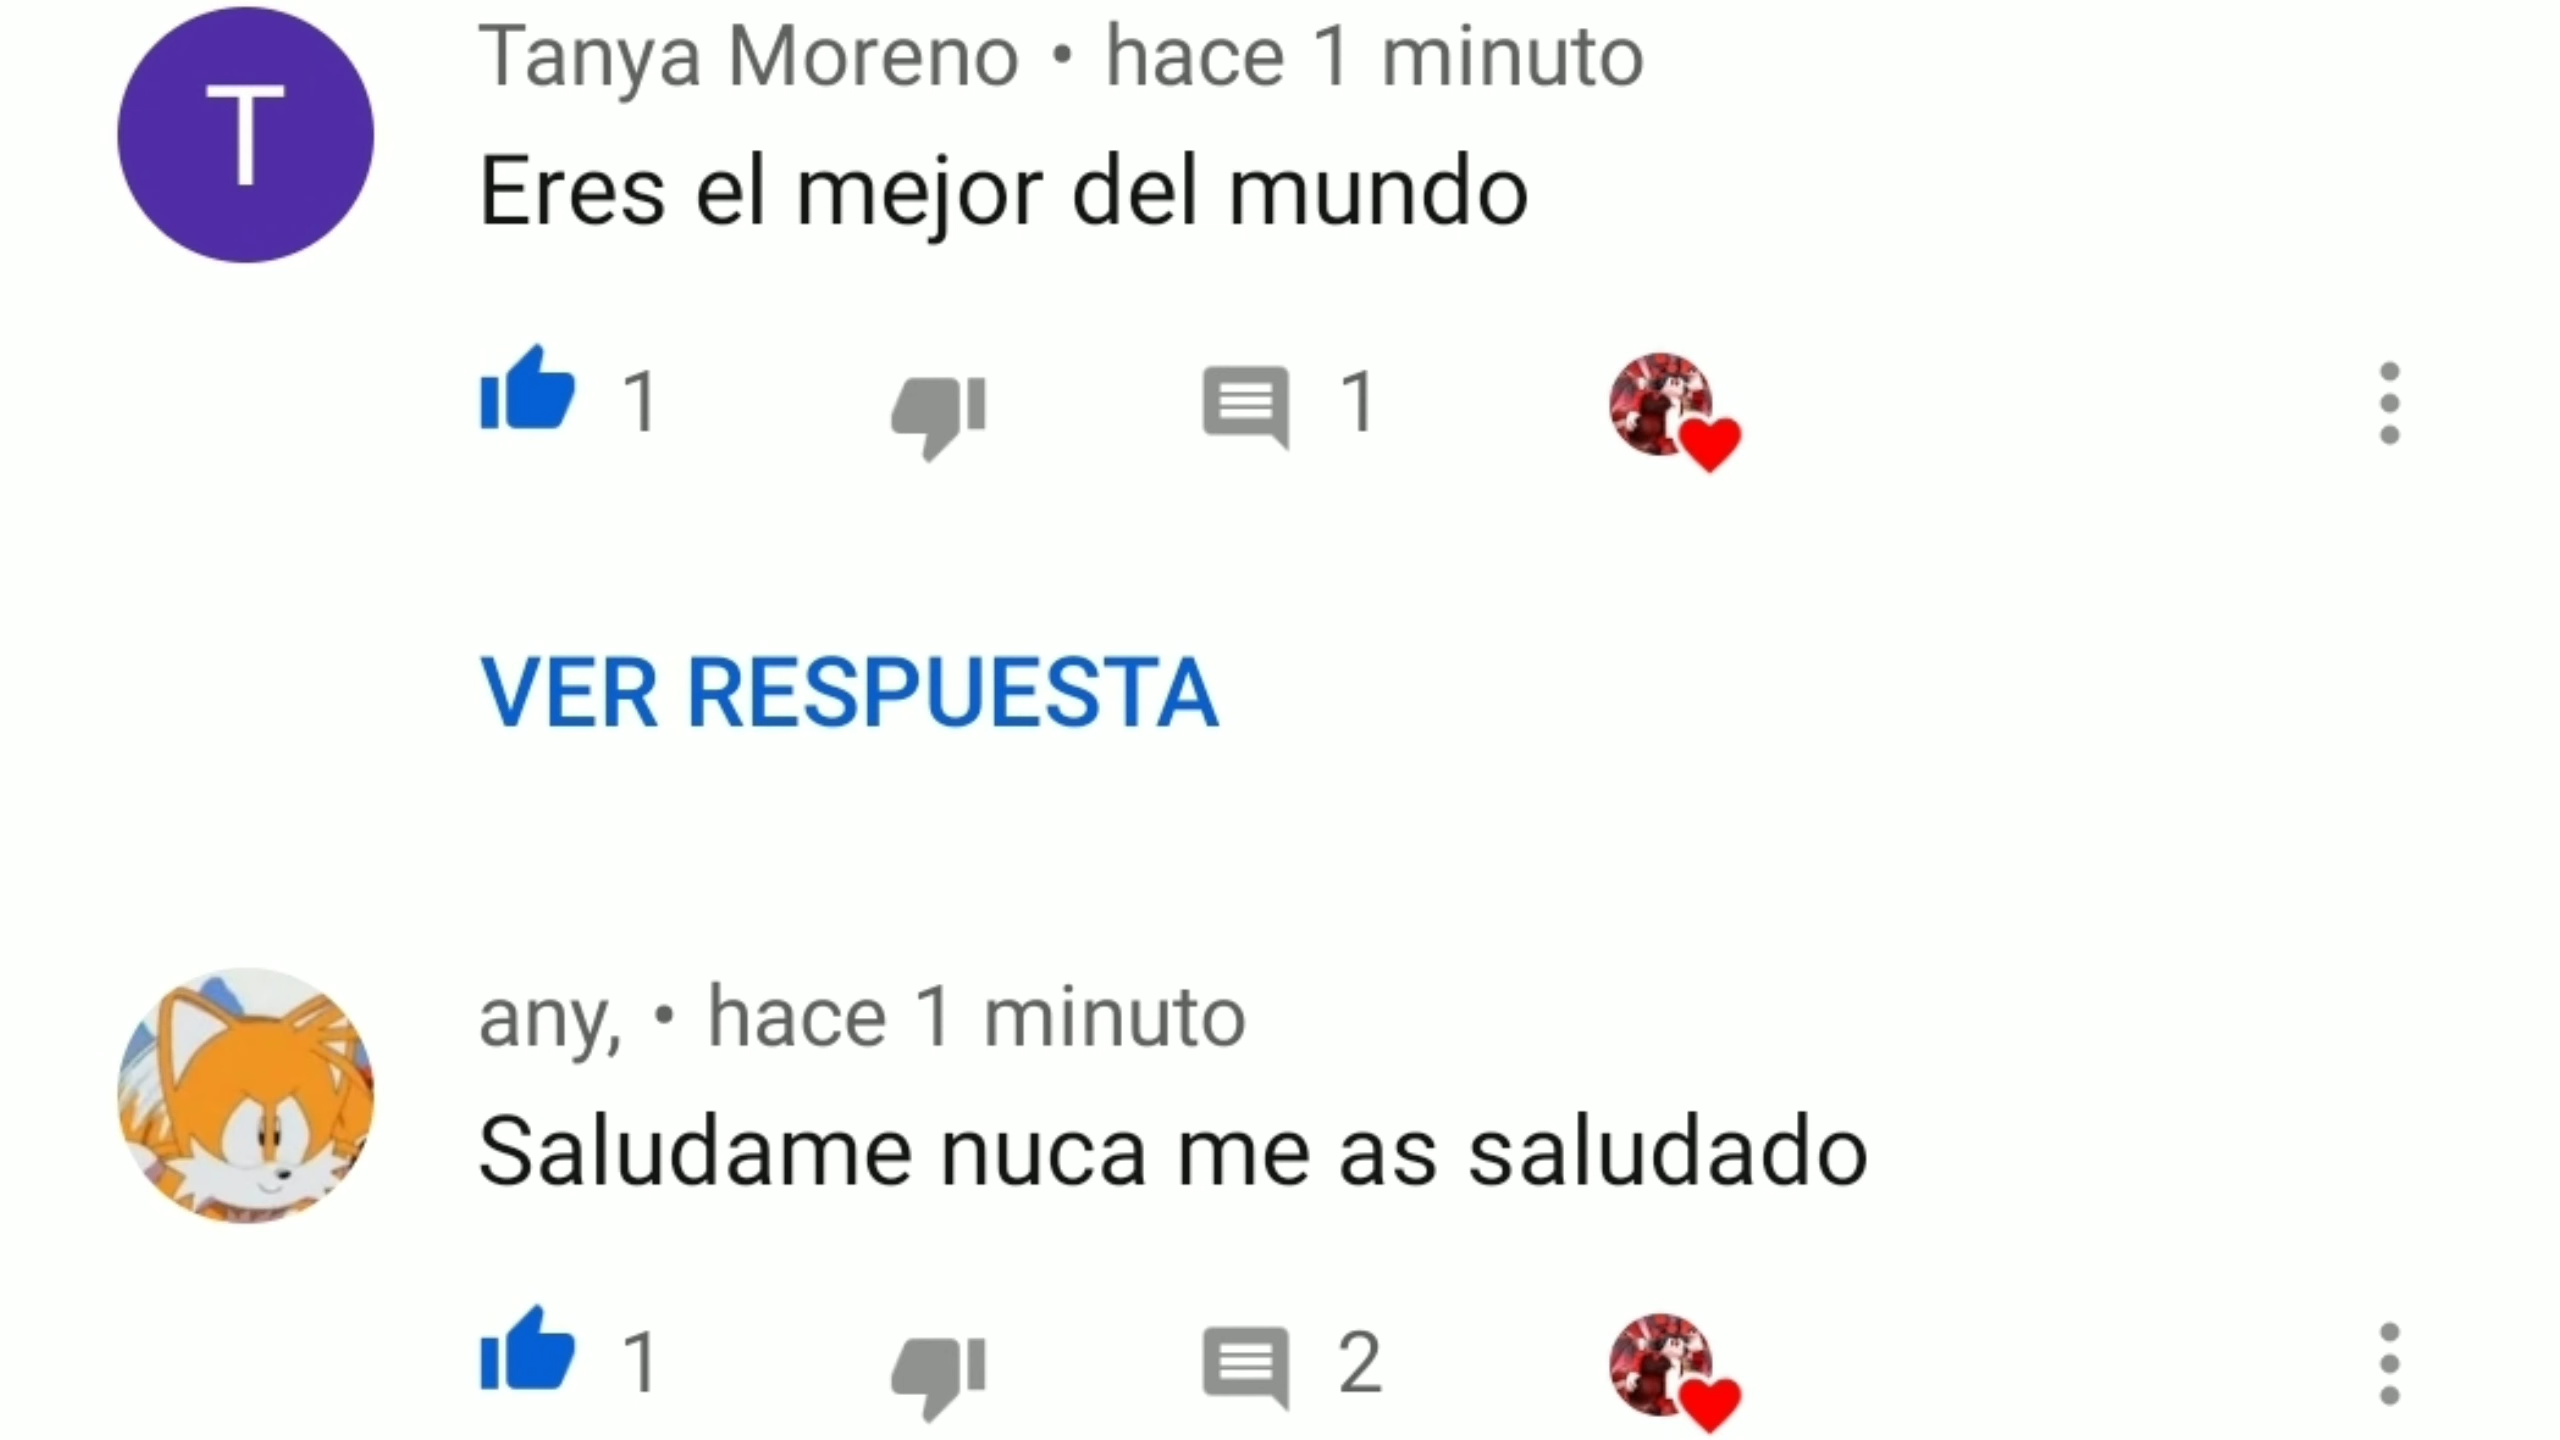 T
Tanya Moreno • hace 1 minuto
Eres el mejor del mundo
1 1
VER RESPUESTA
any, • hace 1 minuto
Saludame nuca me as saludado
1 2